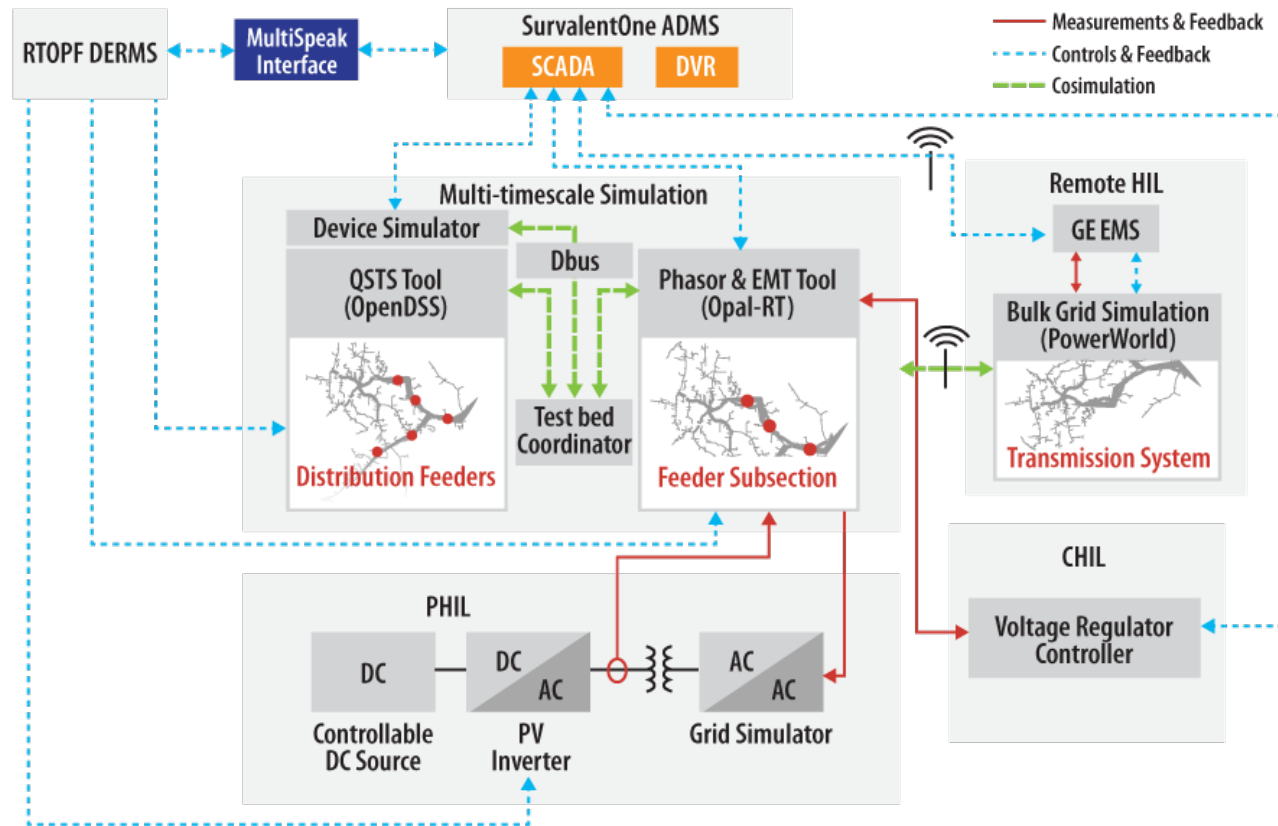 RTOPF DERMS
MultiSpeak
Interface
SurvalentOne ADMS
SCADA
DVR
Measurements & Feedback
Controls & Feedback
Cosimulation
Multi-timescale Simulation
Device Simulator
QSTS Tool
(OpenDSS)
Distribution Feeders
Dbus
Test bed
Coordinator
Phasor & EMT Tool
(Opal-RT)
Feeder Subsection
Remote HIL
GE EMS
Bulk Grid Simulation
(PowerWorld)
Transmission System
PHIL
DC
Controllable
DC Source
DC
AC
PV
Inverter
AC
AC
Grid Simulator
CHIL
Voltage Regulator
Controller